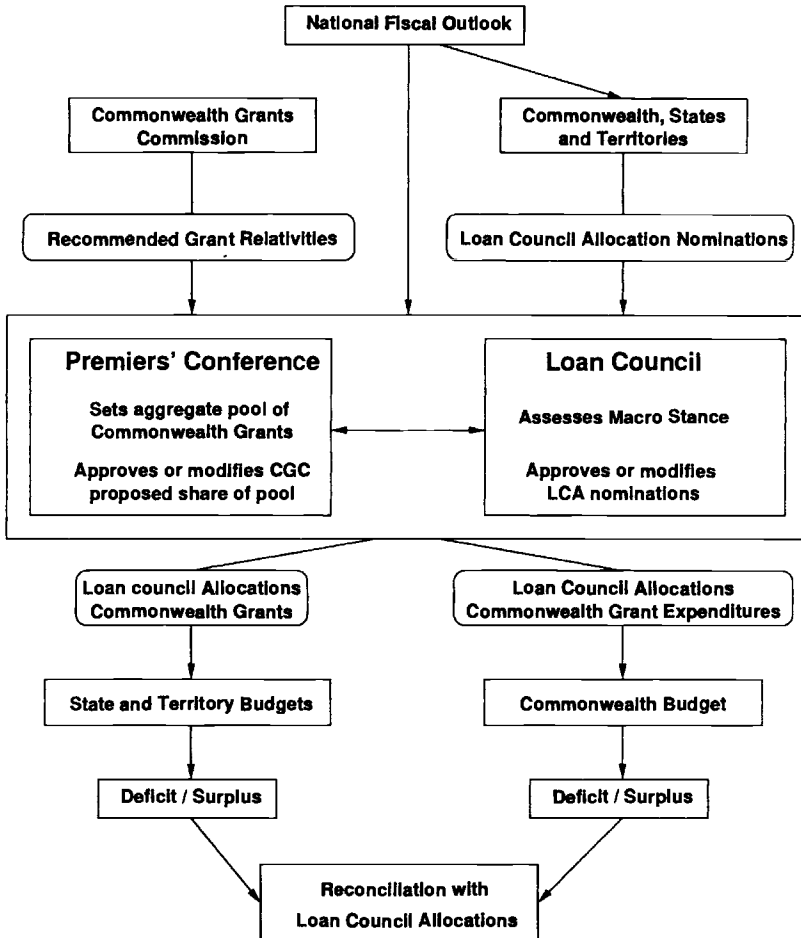 National Fiscal Outlook
Commonwealth Grants
Commission
Commonwealth, States
and Territories
Recommended Grant Relativities
Loan Council Allocation Nominations
Premiers' Conference
Sets aggregate pool of
Commonwealth Grants
Approves or modifies CGC
proposed share of pool
Loan Council
Assesses Macro Stance
Approves or modifies
LCA nominations
Loan council Allocations
Commonwealth Grants
Loan Council Allocations
Commonwealth Grant Expenditures
State and Territory Budgets
Commonwealth Budget
Deficit / Surplus
Deficit / Surplus
Reconciliation with
Loan Council Allocations